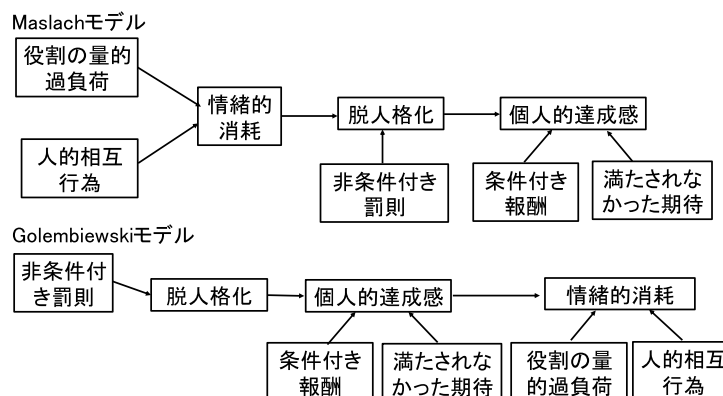 Maslachモデル
役割の量的
過負荷
情緒的
消耗
脱人格化
個人的達成感
人的相互
行為
非条件付き
罰則
条件付き
報酬
満たされな
かった期待
Golembiewskiモデル
非条件付
き罰則
脱人格化
個人的達成感
情緒的消耗
条件付き
報酬
満たされな
かった期待
役割の量
的過負荷
人的相互
行為